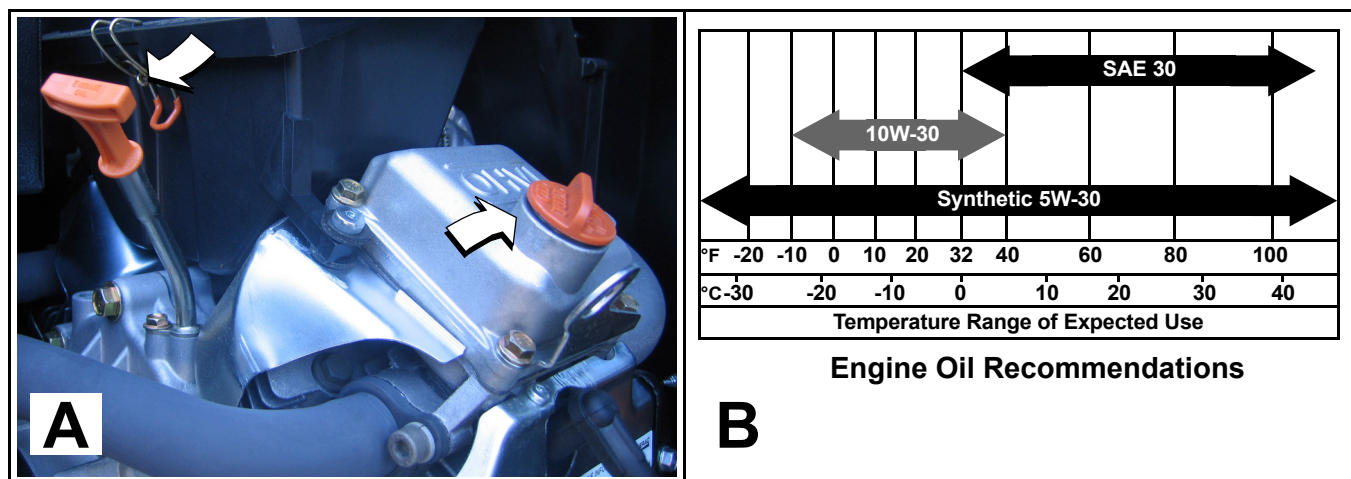 OHVI
A
SAE 30
10W-30
Synthetic 5W-30
°F -20 -10 0 10 20 32 40 60 80 100
°C -30 -20 -10 0 10 20 30 40
Temperature Range of Expected Use
Engine Oil Recommendations
B